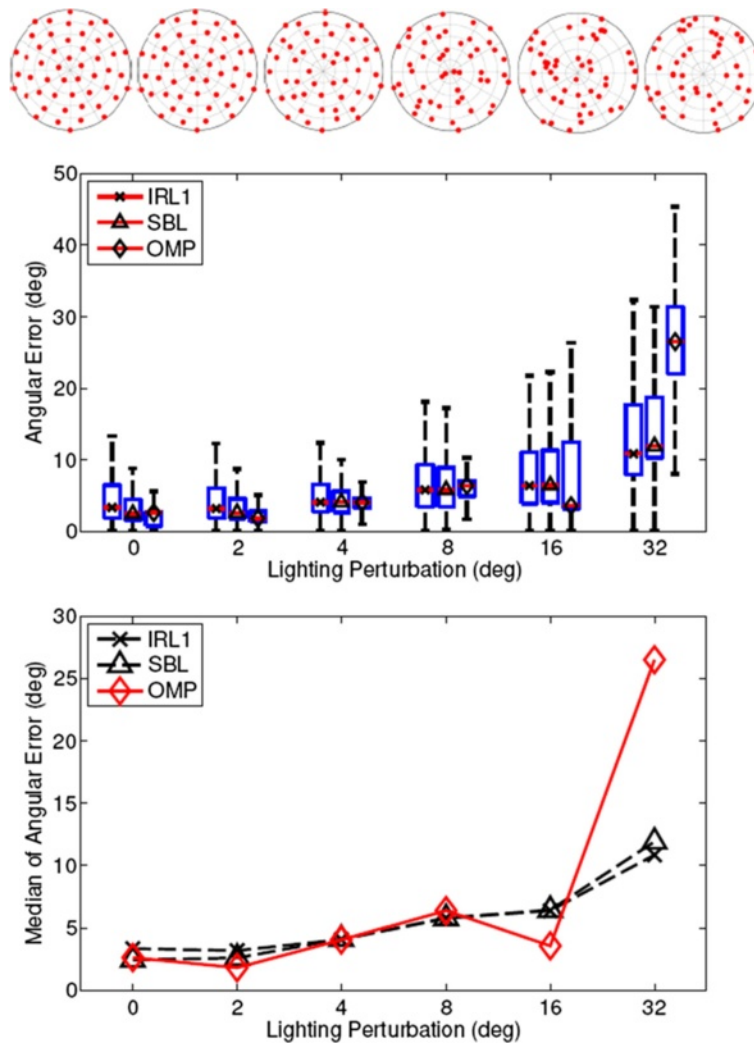 50
40
30
20
10
0
Angular Error (deg)
IRL1
SBL
OMP
0 2 4 8 16 32
Lighting Perturbation (deg)
30
25
20
15
10
5
0
Median of Angular Error (deg)
IRL1
SBL
OMP
0 2 4 8 16 32
Lighting Perturbation (deg)